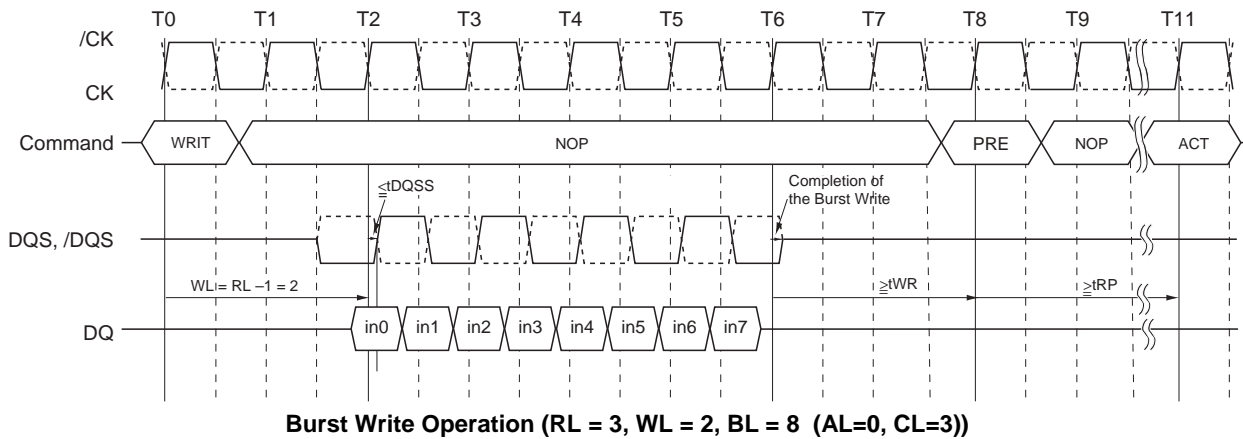 T0 T1 T2 T3 T4 T5 T6 T7 T8 T9 T11
/CK
CK
Command WRIT NOP PRE NOP ACT
≦tDQSS
Completion of
the Burst Write
DQS, /DQS
WL = RL –1 = 2 ≧tWR ≧tRP
DQ in0 in1 in2 in3 in4 in5 in6 in7
Burst Write Operation (RL = 3, WL = 2, BL = 8 (AL=0, CL=3))